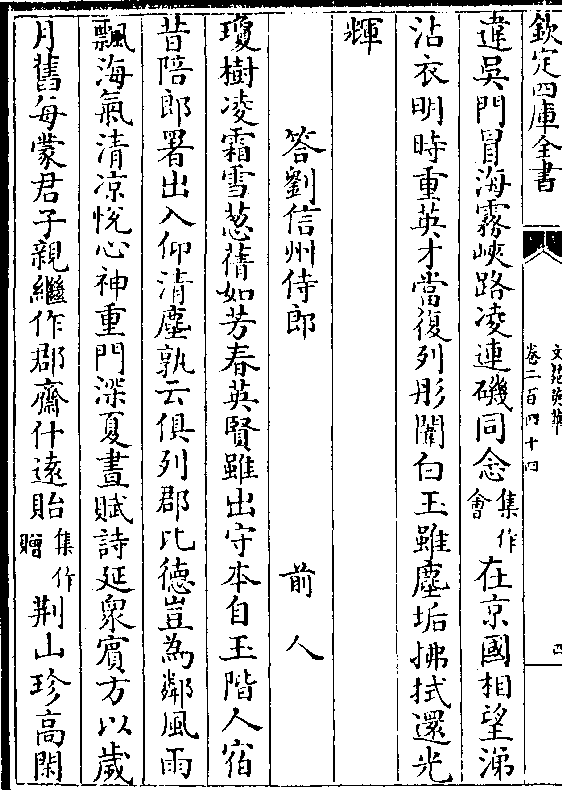 欽定四庫全書
文苑英華
卷二百四十四
四
違吳門冒海霧峽路凌連磯同念集作會在京國相望涕
沾衣明時重英才當復列彤闈白玉雖塵垢拂拭還光
輝
答劉信州侍郎 前人
瓊樹凌霜雪葱蒨如芳春英賢雖出守本自玉階人宿
昔陪郎署出入仰清塵孰云俱列郡比德豈為鄰風雨
飄海氣清凉悅心神重門深夏晝賦詩延衆賓方以歲
月舊每蒙君子親繼作郡齋什遠貽集作贈荆山珍高閑